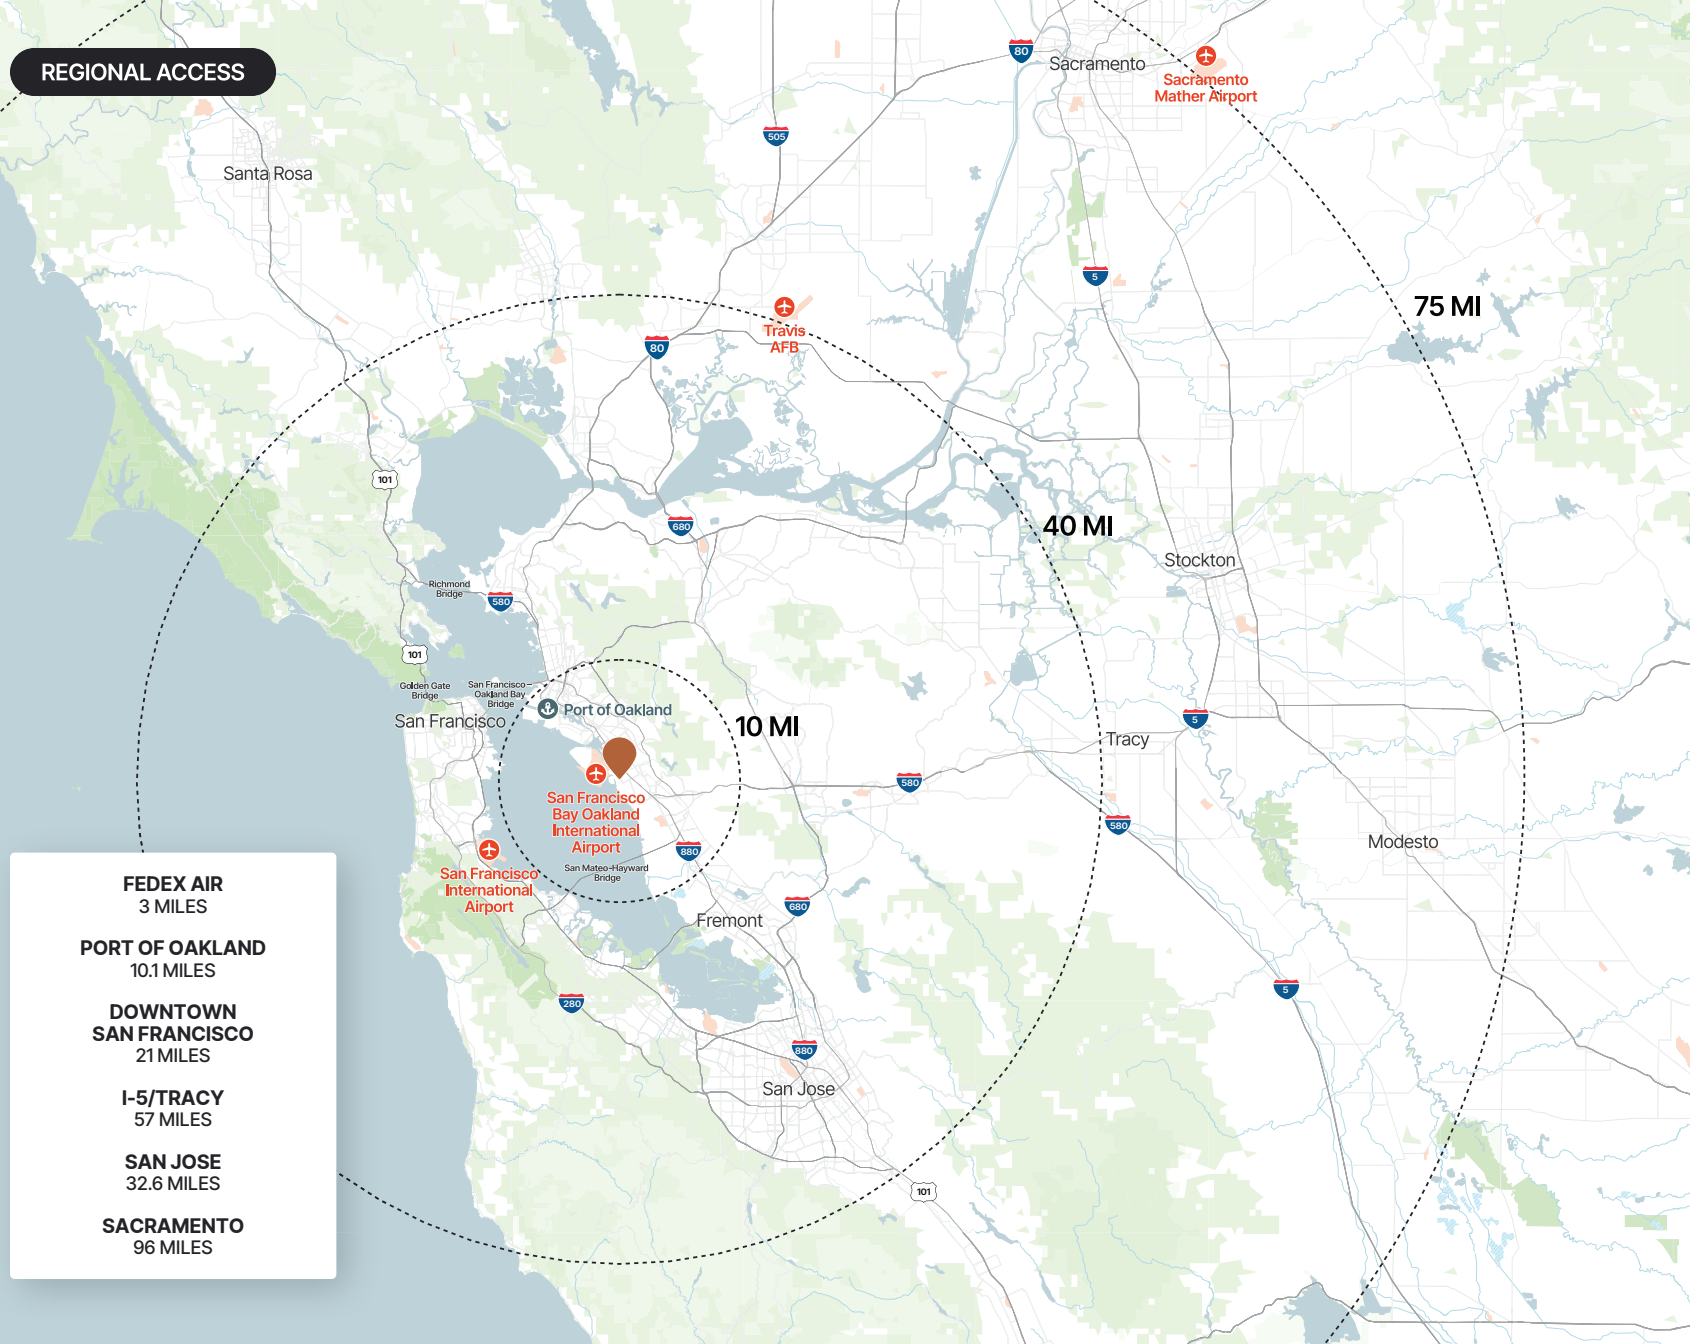 REGIONAL ACCESS
80
Sacramento
Sacramento
Mather Airport
505
Santa Rosa
5
75 MI
Travis
AFB
80
101
680
40 MI
Stockton
Richmond
Bridge
580
101
Golden Gate
Bridge
San Francisco–
Oakland Bay
Bridge
San Francisco
Port of Oakland
10 MI
5
Tracy
580
San Francisco
Bay Oakland
International
Airport
580
Modesto
880
San Francisco
International
Airport
San Mateo-Hayward
Bridge
680
Fremont
280
5
880
San Jose
101
FEDEX AIR
3 MILES
PORT OF OAKLAND
10.1 MILES
DOWNTOWN
SAN FRANCISCO
21 MILES
I-5/TRACY
57 MILES
SAN JOSE
32.6 MILES
SACRAMENTO
96 MILES